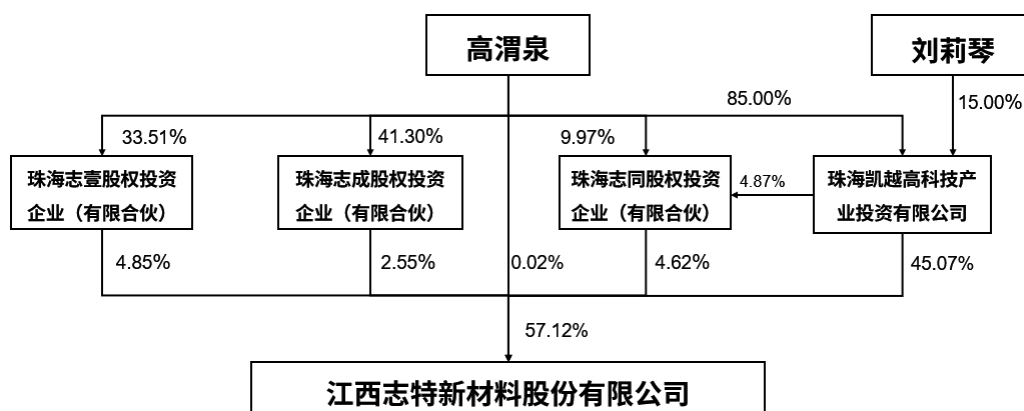 高渭泉
刘莉琴
85.00%
15.00%
33.51%
41.30%
9.97%
珠海志壹股权投资
企业（有限合伙）
珠海志成股权投资
企业（有限合伙）
珠海志同股权投资
企业（有限合伙）
4.87%
珠海凯越高科技产
业投资有限公司
4.85%
2.55%
0.02%
4.62%
45.07%
57.12%
江西志特新材料股份有限公司